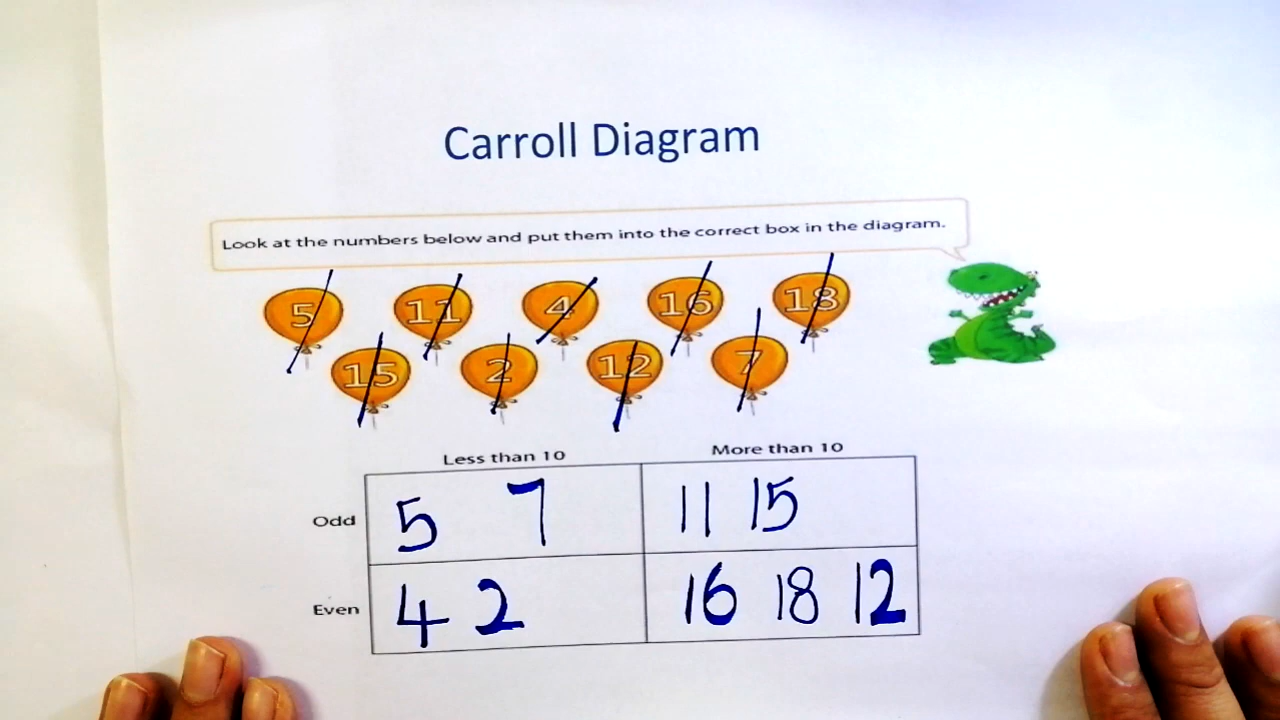 Carroll Diagram
Look at the numbers below and put them into the correct box in the diagram.
5 11 4 16 18
15 2 12 7
Less than 10 More than 10
Odd 5 7 11 15
Even 4 2 16 18 12